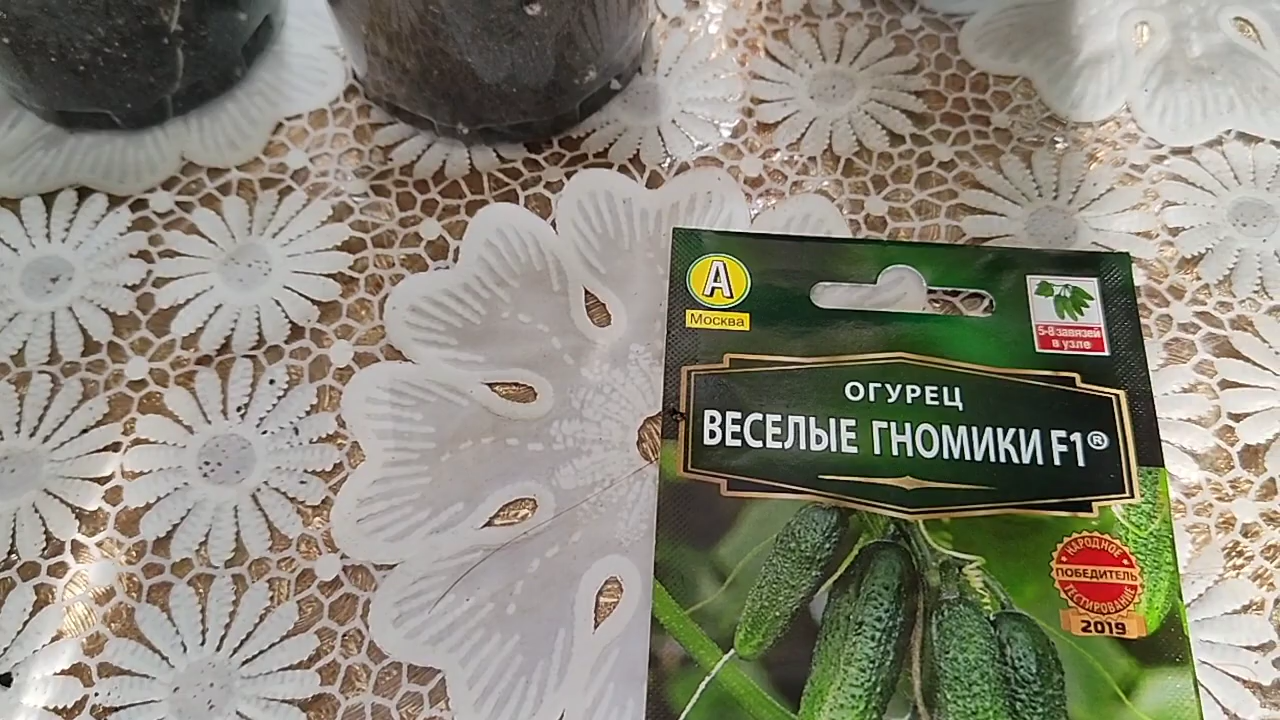 А
Москва
5-8 завязей
в узле
ОГУРЕЦ
ВЕСЕЛЫЕ ГНОМИКИ F1®
НАРОДНОЕ
ПОБЕДИТЕЛЬ
ТЕСТИРОВАНИЕ
2019